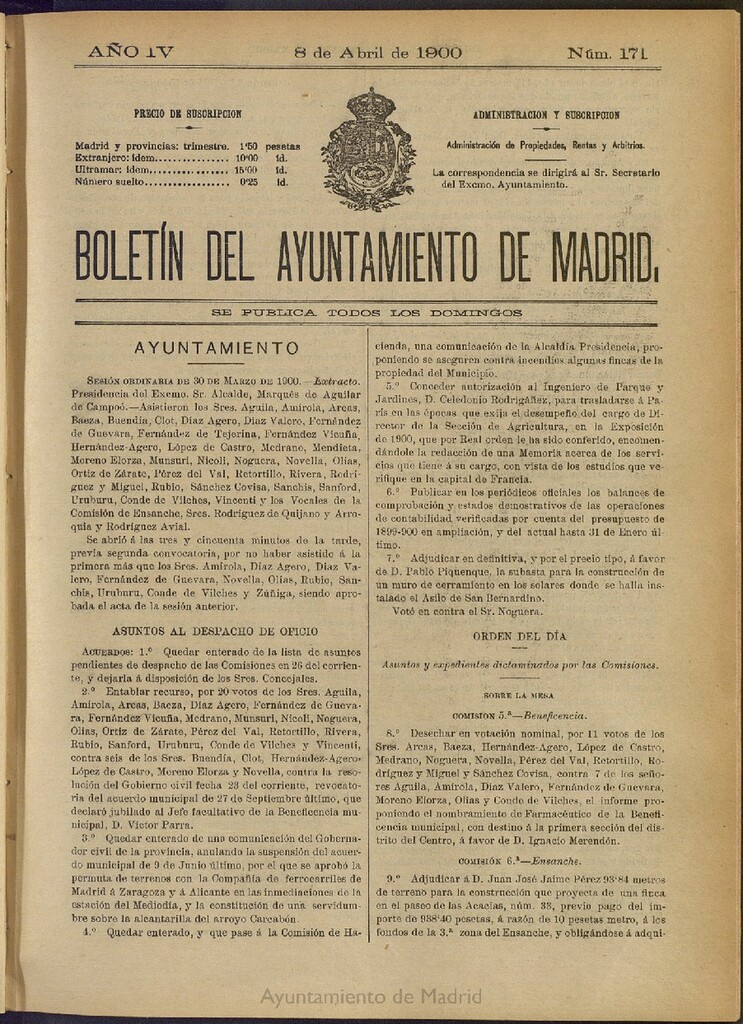 AÑO IV 8 de Abril de 1900 Núm. 171
PRECIO DE SUSCRIPCION
Madrid y provincias: trimestre. 1'50 pesetas
Extranjero: ídem............... 10'00 id.
Ultramar: ídem................. 15'00 id.
Número suelto................ 0'25 id.
ADMINISTRACION Y SUSCRIPCION
Administración de Propiedades, Rentas y Arbitrios.
La correspondencia se dirigirá al Sr. Secretario
del Excmo. Ayuntamiento.
BOLETÍN DEL AYUNTAMIENTO DE MADRID.
SE PUBLICA TODOS LOS DOMINGOS
AYUNTAMIENTO
SESIÓN ORDINARIA DE 30 DE MARZO DE 1900.—Extracto.
Presidencia del Excmo. Sr. Alcalde, Marqués de Aguilar
de Campoó.—Asistieron los Sres. Aguila, Amírola, Arcas,
Baeza, Buendía, Clot, Díaz Agero, Díaz Valero, Fernández
de Guevara, Fernández de Tejerina, Fernández Vicuña,
Hernández-Agero, López de Castro, Medrano, Mendieta,
Moreno Elorza, Munsuri, Nicoli, Noguera, Novella, Olías,
Ortiz de Zárate, Pérez del Val, Retortillo, Rivera, Rodrí-
guez y Miguel, Rubio, Sánchez Covisa, Sanchis, Sanford,
Uruburu, Conde de Vilches, Vincenti y los Vocales de la
Comisión de Ensanche, Sres. Rodríguez de Quijano y Arro-
quia y Rodríguez Avial.
Se abrió á las tres y cincuenta minutos de la tarde,
previa segunda convocatoria, por no haber asistido á la
primera más que los Sres. Amírola, Díaz Agero, Díaz Va-
lero, Fernández de Guevara, Novella, Olías, Rubio, San-
chis, Uruburu, Conde de Vilches y Zúñiga, siendo apro-
bada el acta de la sesión anterior.
ASUNTOS AL DESPACHO DE OFICIO
ACUERDOS: 1.º Quedar enterado de la lista de asuntos
pendientes de despacho de las Comisiones en 26 del corrien-
te, y dejarla á disposición de los Sres. Concejales.
2.º Entablar recurso, por 20 votos de los Sres. Aguila,
Amírola, Arcas, Baeza, Díaz Agero, Fernández de Gueva-
ra, Fernández Vicuña, Medrano, Munsuri, Nicoli, Noguera,
Olías, Ortiz de Zárate, Pérez del Val, Retortillo, Rivera,
Rubio, Sanford, Uruburu, Conde de Vilches y Vincenti,
contra seis de los Sres. Buendía, Clot, Hernández-Agero,
López de Castro, Moreno Elorza y Novella, contra la reso-
lución del Gobierno civil fecha 23 del corriente, revocato-
ria del acuerdo municipal de 27 de Septiembre último, que
declaró jubilado al Jefe facultativo de la Beneficencia mu-
nicipal, D. Víctor Parra.
3.º Quedar enterado de una comunicación del Goberna-
dor civil de la provincia, anulando la suspensión del acuer-
do municipal de 9 de Junio último, por el que se aprobó la
permuta de terrenos con la Compañía de ferrocarriles de
Madrid á Zaragoza y á Alicante en las inmediaciones de la
estación del Mediodía, y la constitución de una servidum-
bre sobre la alcantarilla del arroyo Carcabón.
4.º Quedar enterado, y que pase á la Comisión de Ha-
cienda, una comunicación de la Alcaldía Presidencia, pro-
poniendo se aseguren contra incendios algunas fincas de la
propiedad del Municipio.
5.º Conceder autorización al Ingeniero de Parque y
Jardines, D. Celedonio Rodrigáñez, para trasladarse á Pa-
rís en las épocas que exija el desempeño del cargo de Di-
rector de la Sección de Agricultura, en la Exposición
de 1900, que por Real orden le ha sido conferido, encomen-
dándole la redacción de una Memoria acerca de los servi-
cios que tiene á su cargo, con vista de los estudios que ve-
rifique en la capital de Francia.
6.º Publicar en los periódicos oficiales los balances de
comprobación y estados demostrativos de las operaciones
de contabilidad verificadas por cuenta del presupuesto de
1899-900 en ampliación, y del actual hasta 31 de Enero úl-
timo.
7.º Adjudicar en definitiva, y por el precio tipo, á favor
de D. Pablo Piquenque, la subasta para la construcción de
un muro de cerramiento en los solares donde se halla ins-
talado el Asilo de San Bernardino.
Votó en contra el Sr. Noguera.
ORDEN DEL DÍA
Asuntos y expedientes dictaminados por las Comisiones.
SOBRE LA MESA
COMISION 5.ª—Beneficencia.
8.º Desechar en votación nominal, por 11 votos de los
Sres. Arcas, Baeza, Hernández-Agero, López de Castro,
Medrano, Noguera, Novella, Pérez del Val, Retortillo, Ro-
dríguez y Miguel y Sánchez Covisa, contra 7 de los seño-
res Aguila, Amírola, Díaz Valero, Fernández de Guevara,
Moreno Elorza, Olías y Conde de Vilches, el informe pro-
poniendo el nombramiento de Farmacéutico de la Benefi-
cencia municipal, con destino á la primera sección del dis-
trito del Centro, á favor de D. Ignacio Merendón.
COMISIÓN 6.ª—Ensanche.
9.º Adjudicar á D. Juan José Jaime Pérez 93'84 metros
de terreno para la construcción que proyecta de una finca
en el paseo de las Acacias, núm. 33, previo pago del im-
porte de 938'40 pesetas, á razón de 10 pesetas metro, á los
fondos de la 3.ª zona del Ensanche, y obligándose á adqui-
Ayuntamiento de Madrid